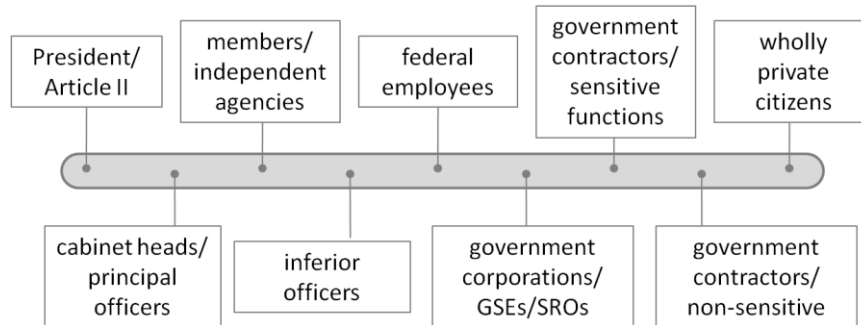 President/
Article II
members/
independent
agencies
federal
employees
government
contractors/
sensitive
functions
wholly
private
citizens
cabinet heads/
principal
officers
inferior
officers
government
corporations/
GSEs/SROs
government
contractors/
non-sensitive